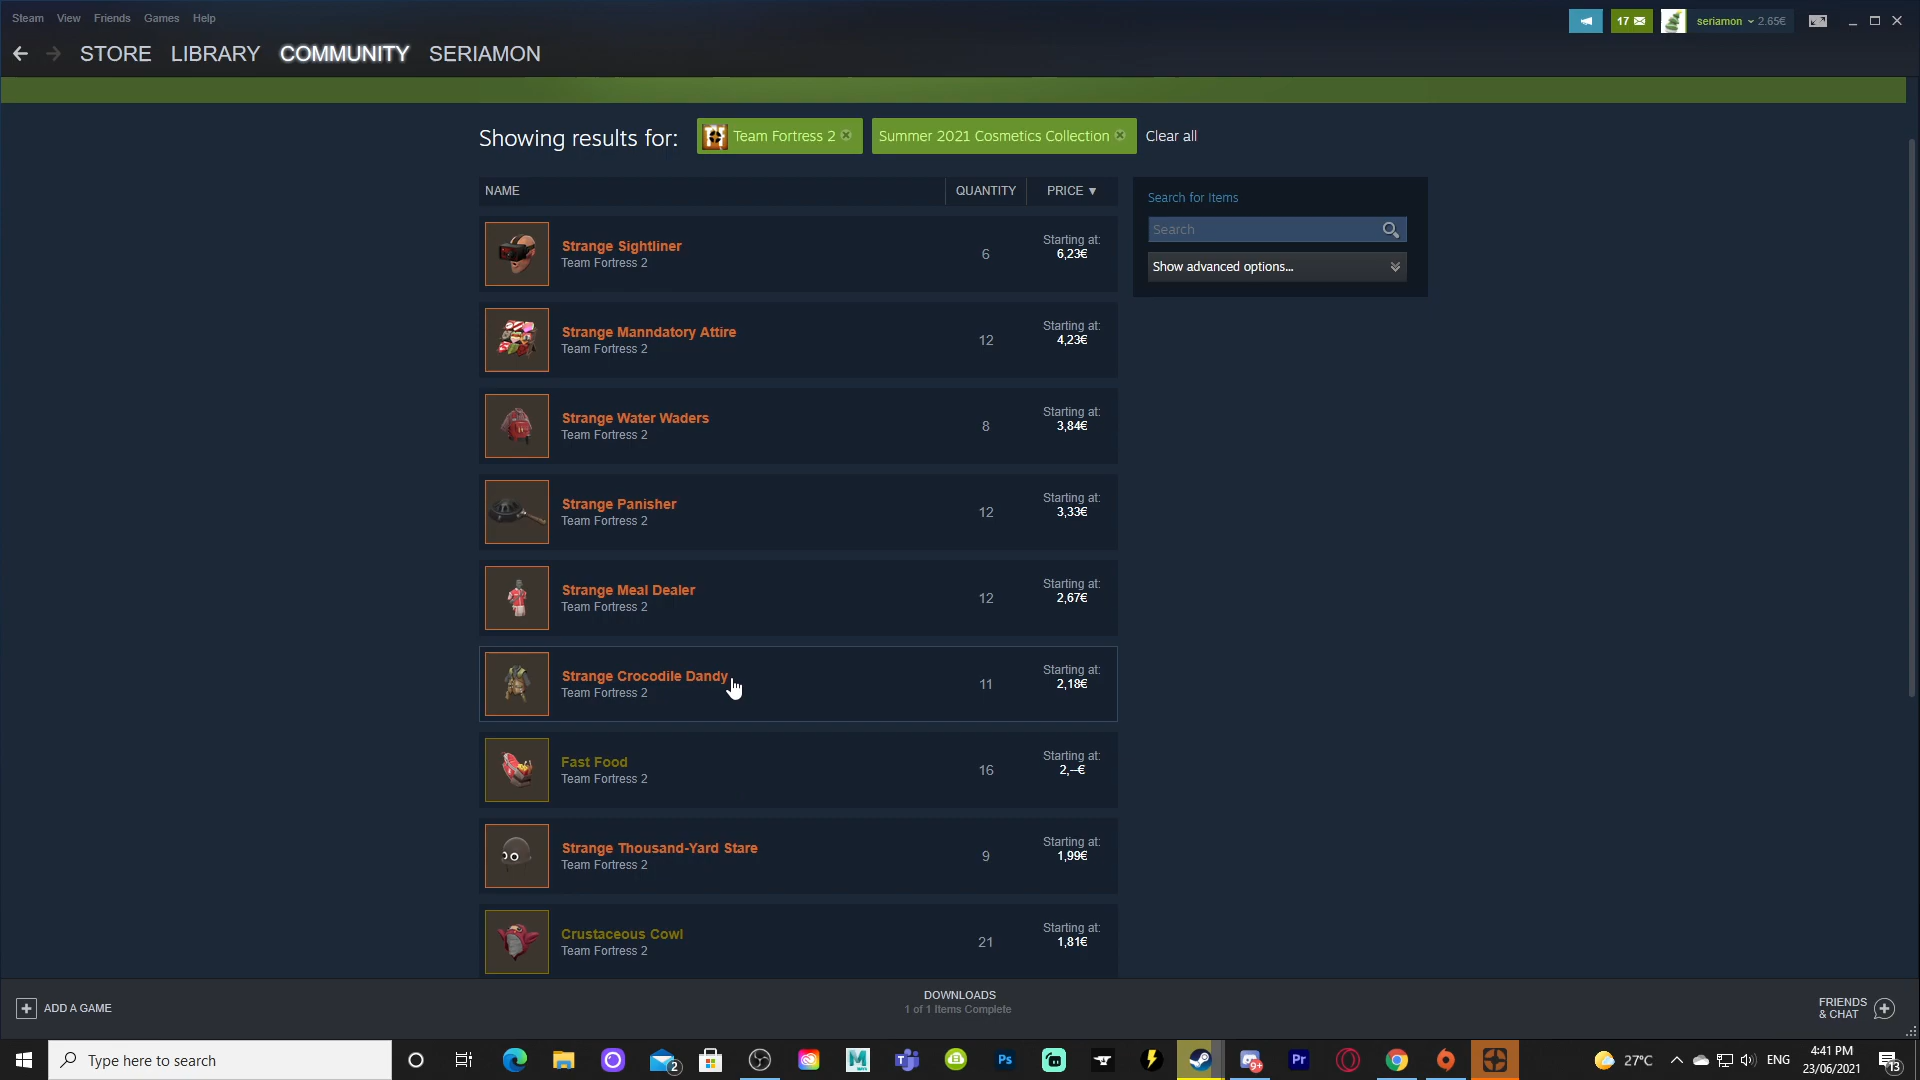 Steam View Friends Games Help
17
seriamon 2.65€
STORE LIBRARY COMMUNITY SERIAMON
Showing results for: Team Fortress 2 Summer 2021 Cosmetics Collection Clear all
NAME QUANTITY PRICE ▼
Search for Items
Search
Show advanced options...
Strange Sightliner
Team Fortress 2
6
Starting at:
6,23€
Strange Manndatory Attire
Team Fortress 2
12
Starting at:
4,23€
Strange Water Waders
Team Fortress 2
8
Starting at:
3,84€
Strange Panisher
Team Fortress 2
12
Starting at:
3,33€
Strange Meal Dealer
Team Fortress 2
12
Starting at:
2,67€
Strange Crocodile Dandy
Team Fortress 2
11
Starting at:
2,18€
Fast Food
Team Fortress 2
16
Starting at:
2,--€
Strange Thousand-Yard Stare
Team Fortress 2
9
Starting at:
1,99€
Crustaceous Cowl
Team Fortress 2
21
Starting at:
1,81€
ADD A GAME
DOWNLOADS
1 of 1 Items Complete
FRIENDS
& CHAT
Type here to search
2
Ps
9+
Pr
27°C
ENG
4:41 PM
23/06/2021
13